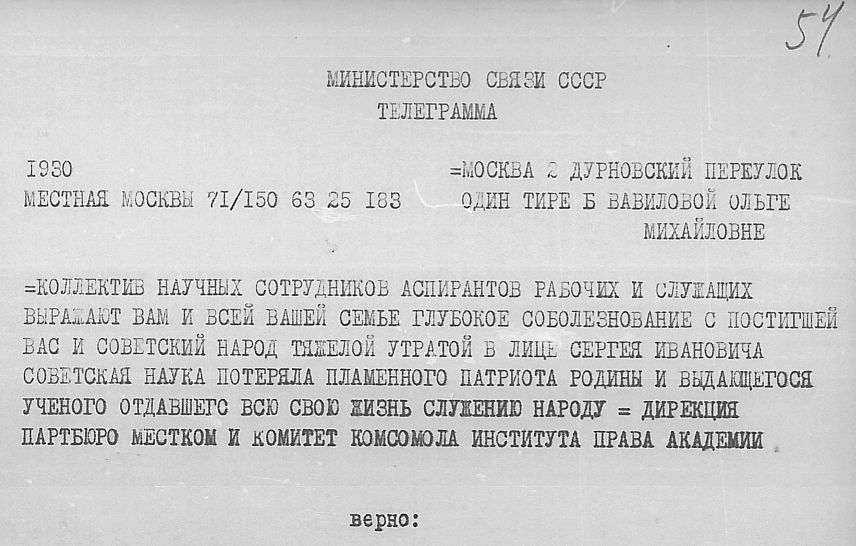 54
МИНИСТЕРСТВО СВЯЗИ СССР
ТЕЛЕГРАММА
1930 =МОСКВА 2 ДУРНОВСКИЙ ПЕРЕУЛОК
МЕСТНАЯ МОСКВЫ 71/150 63 25 183 ОДИН ТИРЕ Б ВАВИЛОВОЙ ОЛЬГЕ
МИХАЙЛОВНЕ
=КОЛЛЕКТИВ НАУЧНЫХ СОТРУДНИКОВ АСПИРАНТОВ РАБОЧИХ И СЛУЖАЩИХ
ВЫРАЖАЮТ ВАМ И ВСЕЙ ВАШЕЙ СЕМЬЕ ГЛУБОКОЕ СОБОЛЕЗНОВАНИЕ С ПОСТИГШЕЙ
ВАС И СОВЕТСКИЙ НАРОД ТЯЖЕЛОЙ УТРАТОЙ В ЛИЦЕ СЕРГЕЯ ИВАНОВИЧА
СОВЕТСКАЯ НАУКА ПОТЕРЯЛА ПЛАМЕННОГО ПАТРИОТА РОДИНЫ И ВЫДАЮЩЕГОСЯ
УЧЕНОГО ОТДАВШЕГО ВСЮ СВОЮ ЖИЗНЬ СЛУЖЕНИЮ НАРОДУ = ДИРЕКЦИЯ
ПАРТБЮРО МЕСТКОМ И КОМИТЕТ КОМСОМОЛА ИНСТИТУТА ПРАВА АКАДЕМИИ
верно: